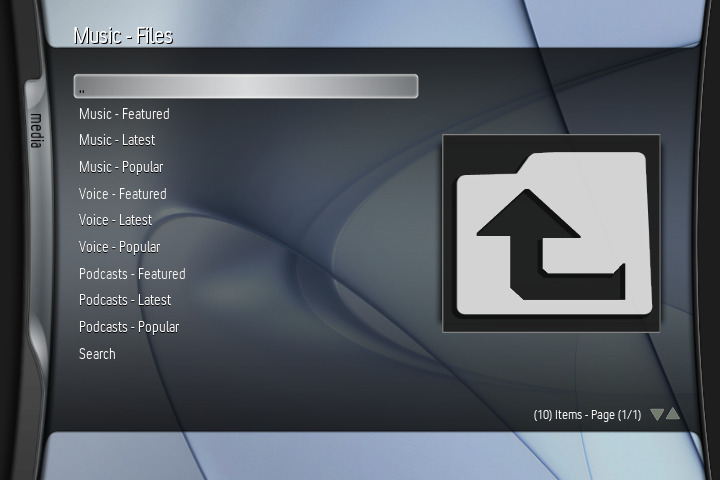 Music - Files
media
..
Music - Featured
Music - Latest
Music - Popular
Voice - Featured
Voice - Latest
Voice - Popular
Podcasts - Featured
Podcasts - Latest
Podcasts - Popular
Search
(10) Items - Page (1/1)